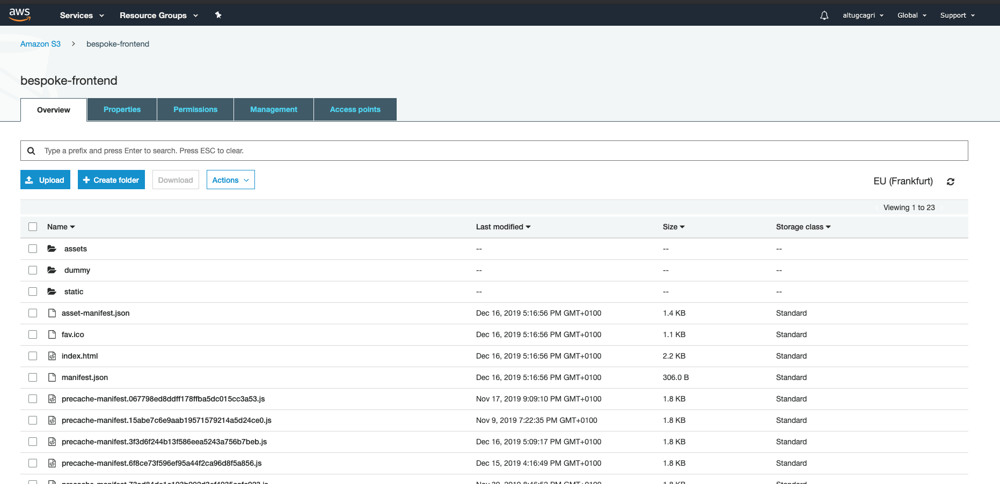 aws Services Resource Groups altugcagri Global Support
Amazon S3 > bespoke-frontend
bespoke-frontend
Overview Properties Permissions Management Access points
Type a prefix and press Enter to search. Press ESC to clear.
Upload Create folder Download Actions EU (Frankfurt)
Viewing 1 to 23
Name Last modified Size Storage class
assets -- -- --
dummy -- -- --
static -- -- --
asset-manifest.json Dec 16, 2019 5:16:56 PM GMT+0100 1.4 KB Standard
fav.ico Dec 16, 2019 5:16:56 PM GMT+0100 1.1 KB Standard
index.html Dec 16, 2019 5:16:56 PM GMT+0100 2.2 KB Standard
manifest.json Dec 16, 2019 5:16:56 PM GMT+0100 306.0 B Standard
precache-manifest.067798ed8ddff178ffba5dc015cc3a53.js Nov 17, 2019 9:09:10 PM GMT+0100 1.8 KB Standard
precache-manifest.15abe7c6e9aab19571579214a5d24ce0.js Nov 9, 2019 7:22:35 PM GMT+0100 1.8 KB Standard
precache-manifest.3f3d6f244b13f586eea5243a756b7beb.js Dec 16, 2019 5:09:17 PM GMT+0100 1.8 KB Standard
precache-manifest.6f8ce73f596ef95a44f2ca96d8f5a856.js Dec 15, 2019 4:16:49 PM GMT+0100 1.8 KB Standard